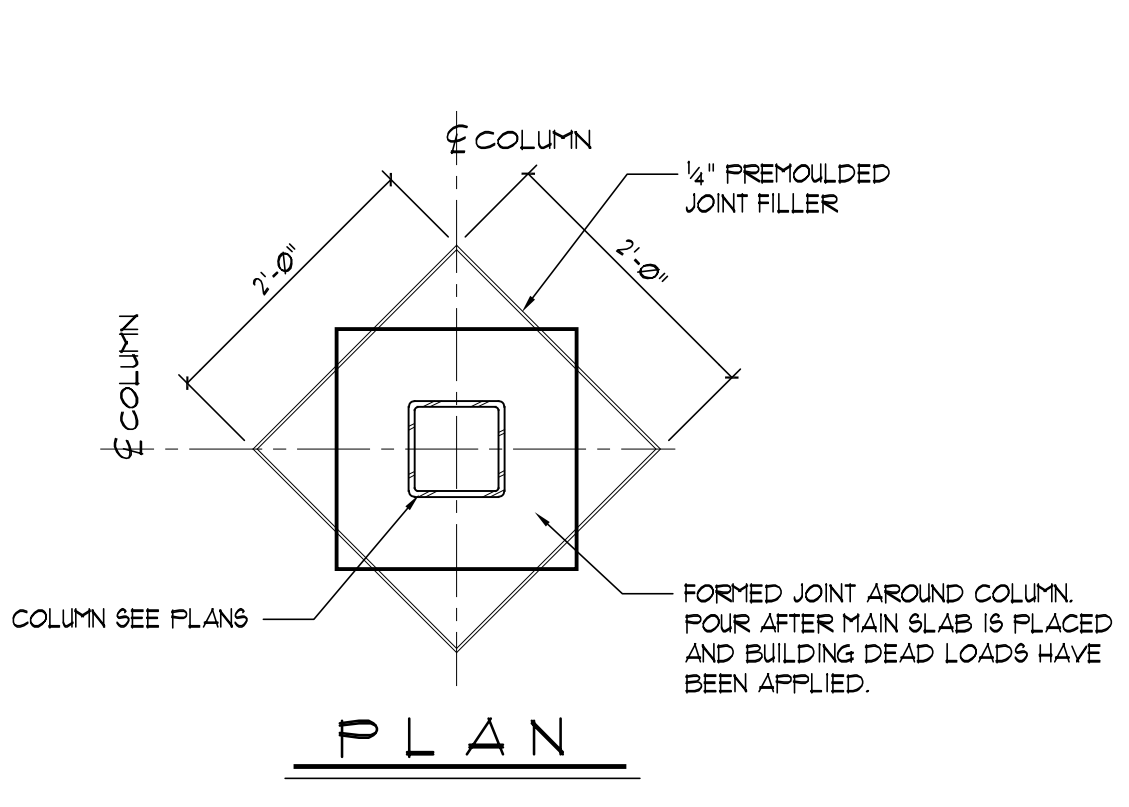 ℄ COLUMN
¼" PREMOULDED
JOINT FILLER
2'-0"
2'-0"
℄ COLUMN
COLUMN SEE PLANS
FORMED JOINT AROUND COLUMN.
POUR AFTER MAIN SLAB IS PLACED
AND BUILDING DEAD LOADS HAVE
BEEN APPLIED.
PLAN